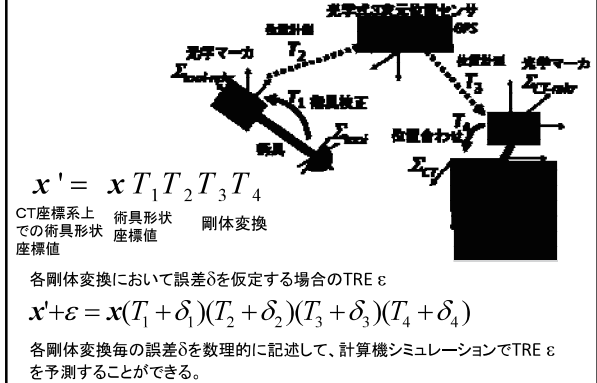 光学式3次元位置センサ
GPS
位置計測
T2
光学マーカ
位置計測
T3
光学マーカ
T1 術具校正
T4
位置合わせ
術具
ΣCT
x' = x T1 T2 T3 T4
CT座標系上
での術具形状
座標値
術具形状
座標値
剛体変換
各剛体変換において誤差δを仮定する場合のTRE ε
x'+ε = x(T1 + δ1)(T2 + δ2)(T3 + δ3)(T4 + δ4)
各剛体変換毎の誤差δを数理的に記述して、計算機シミュレーションでTRE ε
を予測することができる。